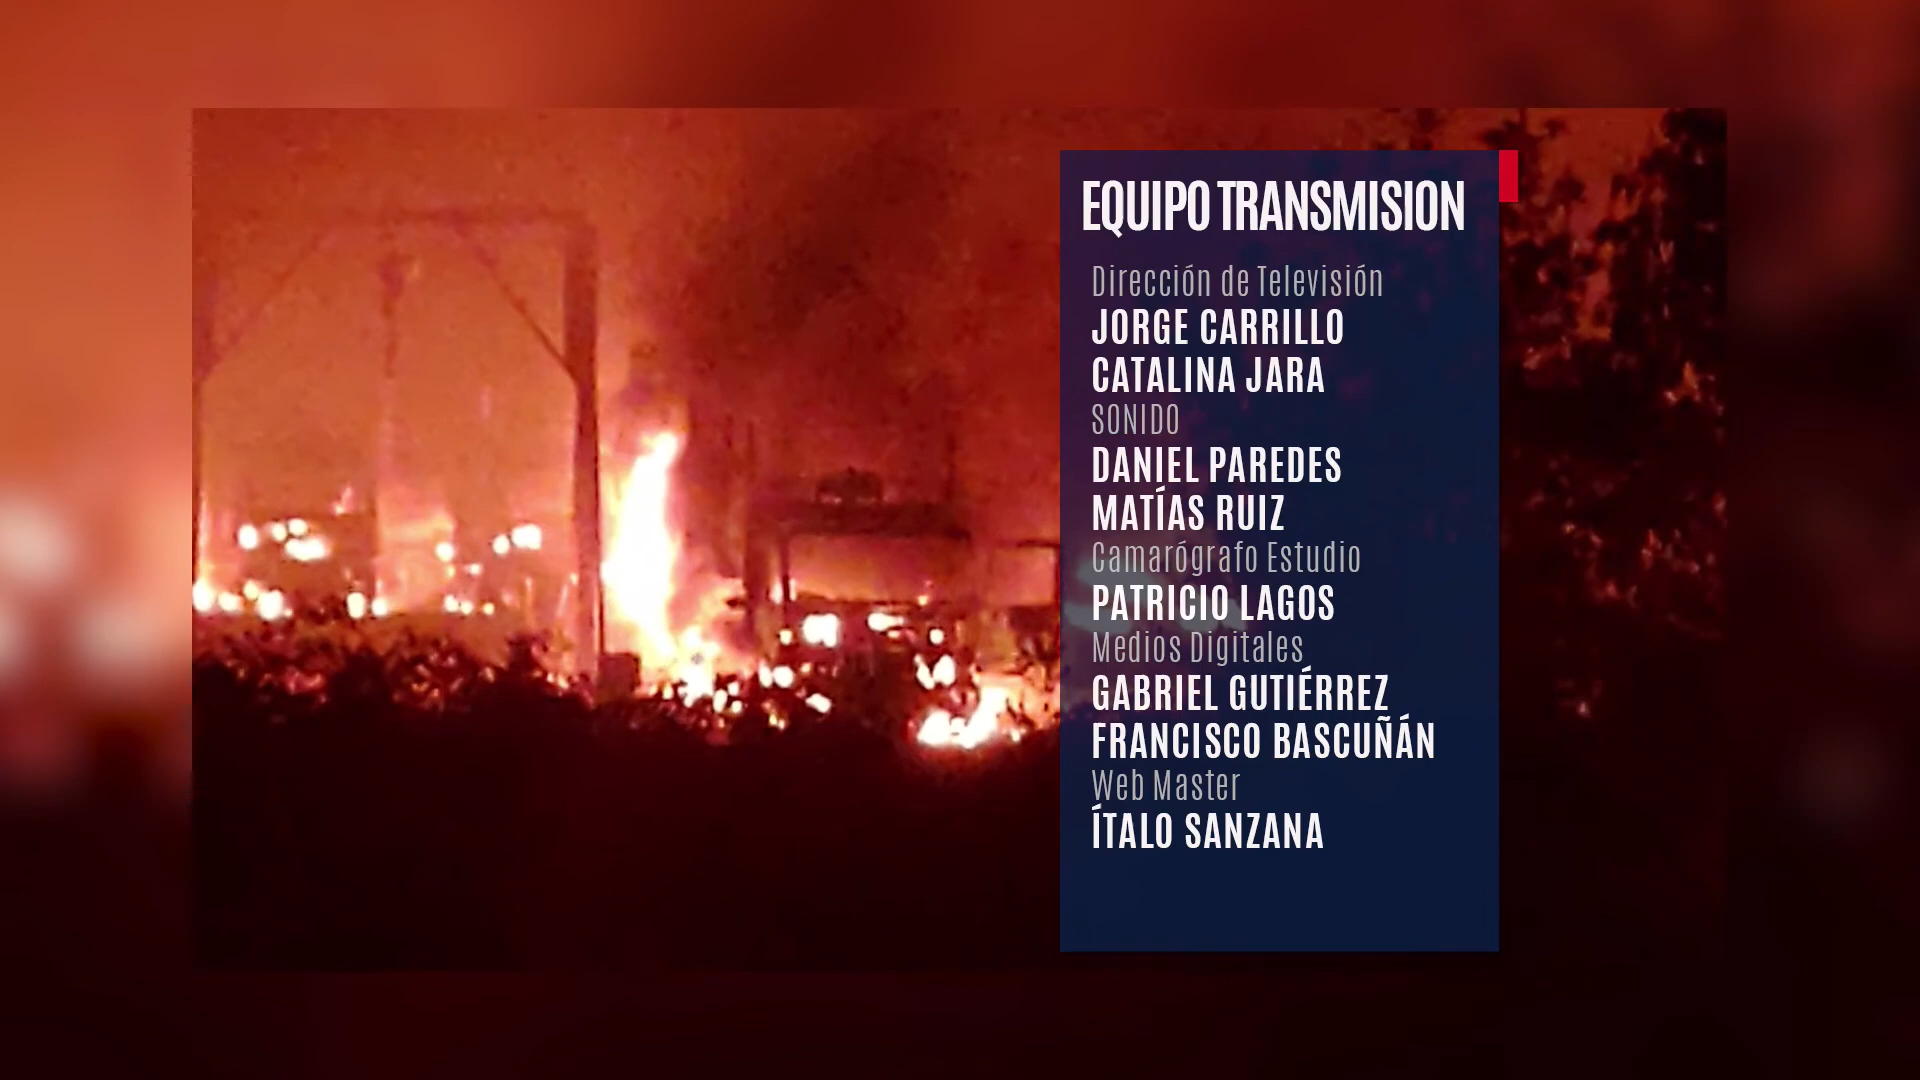 EQUIPO TRANSMISION
Dirección de Televisión
JORGE CARRILLO
CATALINA JARA
SONIDO
DANIEL PAREDES
MATÍAS RUIZ
Camarógrafo Estudio
PATRICIO LAGOS
Medios Digitales
GABRIEL GUTIÉRREZ
FRANCISCO BASCUÑÁN
Web Master
ÍTALO SANZANA